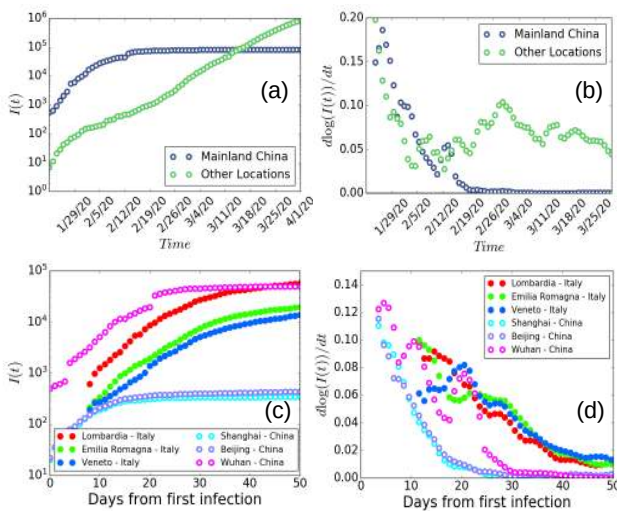 10^6
10^5
10^4
10^3
10^2
10^1
10^0
I(t)
(a)
Mainland China
Other Locations
1/29/20
2/5/20
2/12/20
2/19/20
2/26/20
3/4/20
3/11/20
3/18/20
3/25/20
4/1/20
Time
0.20
0.15
0.10
0.05
0.00
dlog(I(t))/dt
Mainland China
Other Locations
(b)
1/29/20
2/5/20
2/12/20
2/19/20
2/26/20
3/4/20
3/11/20
3/18/20
3/25/20
Time
10^5
10^4
10^3
10^2
10^1
I(t)
(c)
Lombardia - Italy
Emilia Romagna - Italy
Veneto - Italy
Shanghai - China
Beijing - China
Wuhan - China
0 10 20 30 40 50
Days from first infection
0.14
0.12
0.10
0.08
0.06
0.04
0.02
0.00
dlog(I(t))/dt
Lombardia - Italy
Emilia Romagna - Italy
Veneto - Italy
Shanghai - China
Beijing - China
Wuhan - China
(d)
0 10 20 30 40 50
Days from first infection